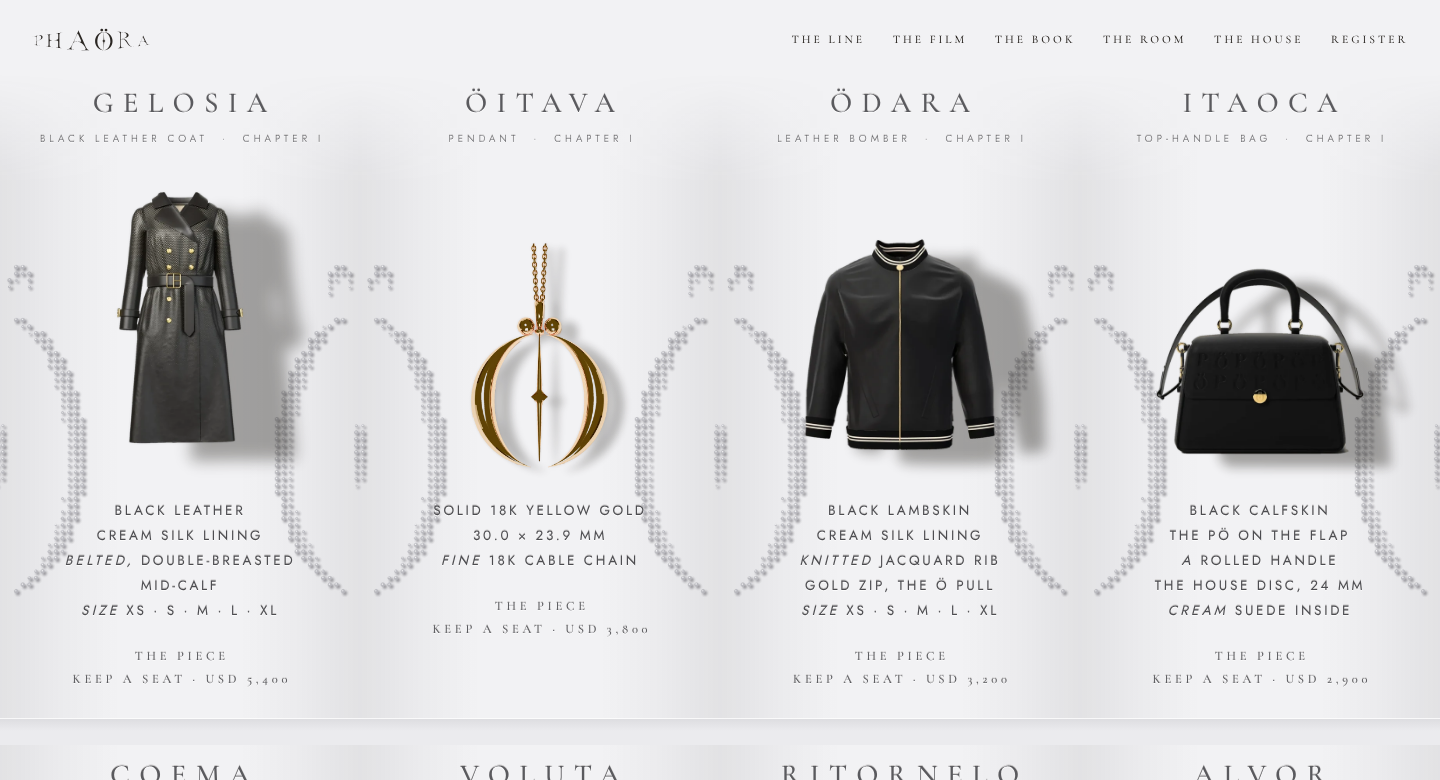 PHAÖRA
THE LINE THE FILM THE BOOK THE ROOM THE HOUSE REGISTER
GELOSIA
BLACK LEATHER COAT · CHAPTER I
BLACK LEATHER
CREAM SILK LINING
BELTED, DOUBLE-BREASTED
MID-CALF
SIZE XS · S · M · L · XL
THE PIECE
KEEP A SEAT · USD 5,400
ÖITAVA
PENDANT · CHAPTER I
SOLID 18K YELLOW GOLD
30.0 × 23.9 MM
FINE 18K CABLE CHAIN
THE PIECE
KEEP A SEAT · USD 3,800
ÖDARA
LEATHER BOMBER · CHAPTER I
BLACK LAMBSKIN
CREAM SILK LINING
KNITTED JACQUARD RIB
GOLD ZIP, THE Ö PULL
SIZE XS · S · M · L · XL
THE PIECE
KEEP A SEAT · USD 3,200
ITAOCA
TOP-HANDLE BAG · CHAPTER I
BLACK CALFSKIN
THE PÖ ON THE FLAP
A ROLLED HANDLE
THE HOUSE DISC, 24 MM
CREAM SUEDE INSIDE
THE PIECE
KEEP A SEAT · USD 2,900
COEMA
VOLUTA
RITORNELO
ALVOR